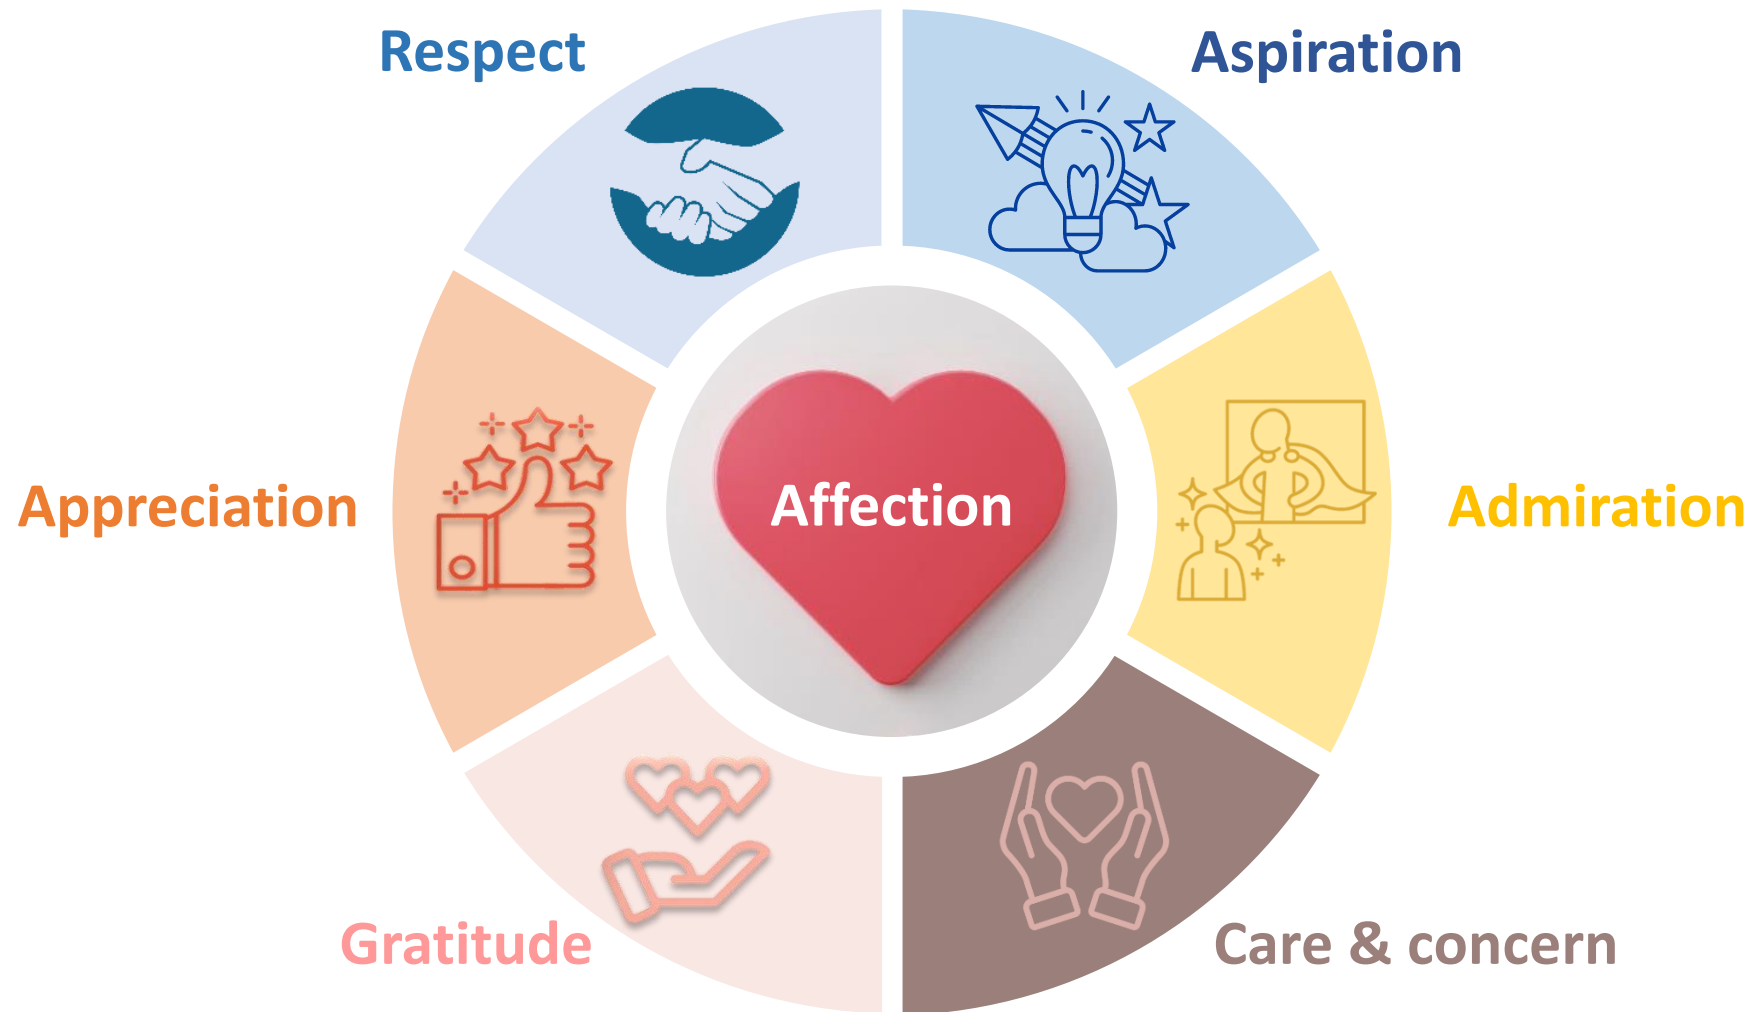 Respect
Aspiration
Appreciation
Affection
Admiration
Gratitude
Care & concern